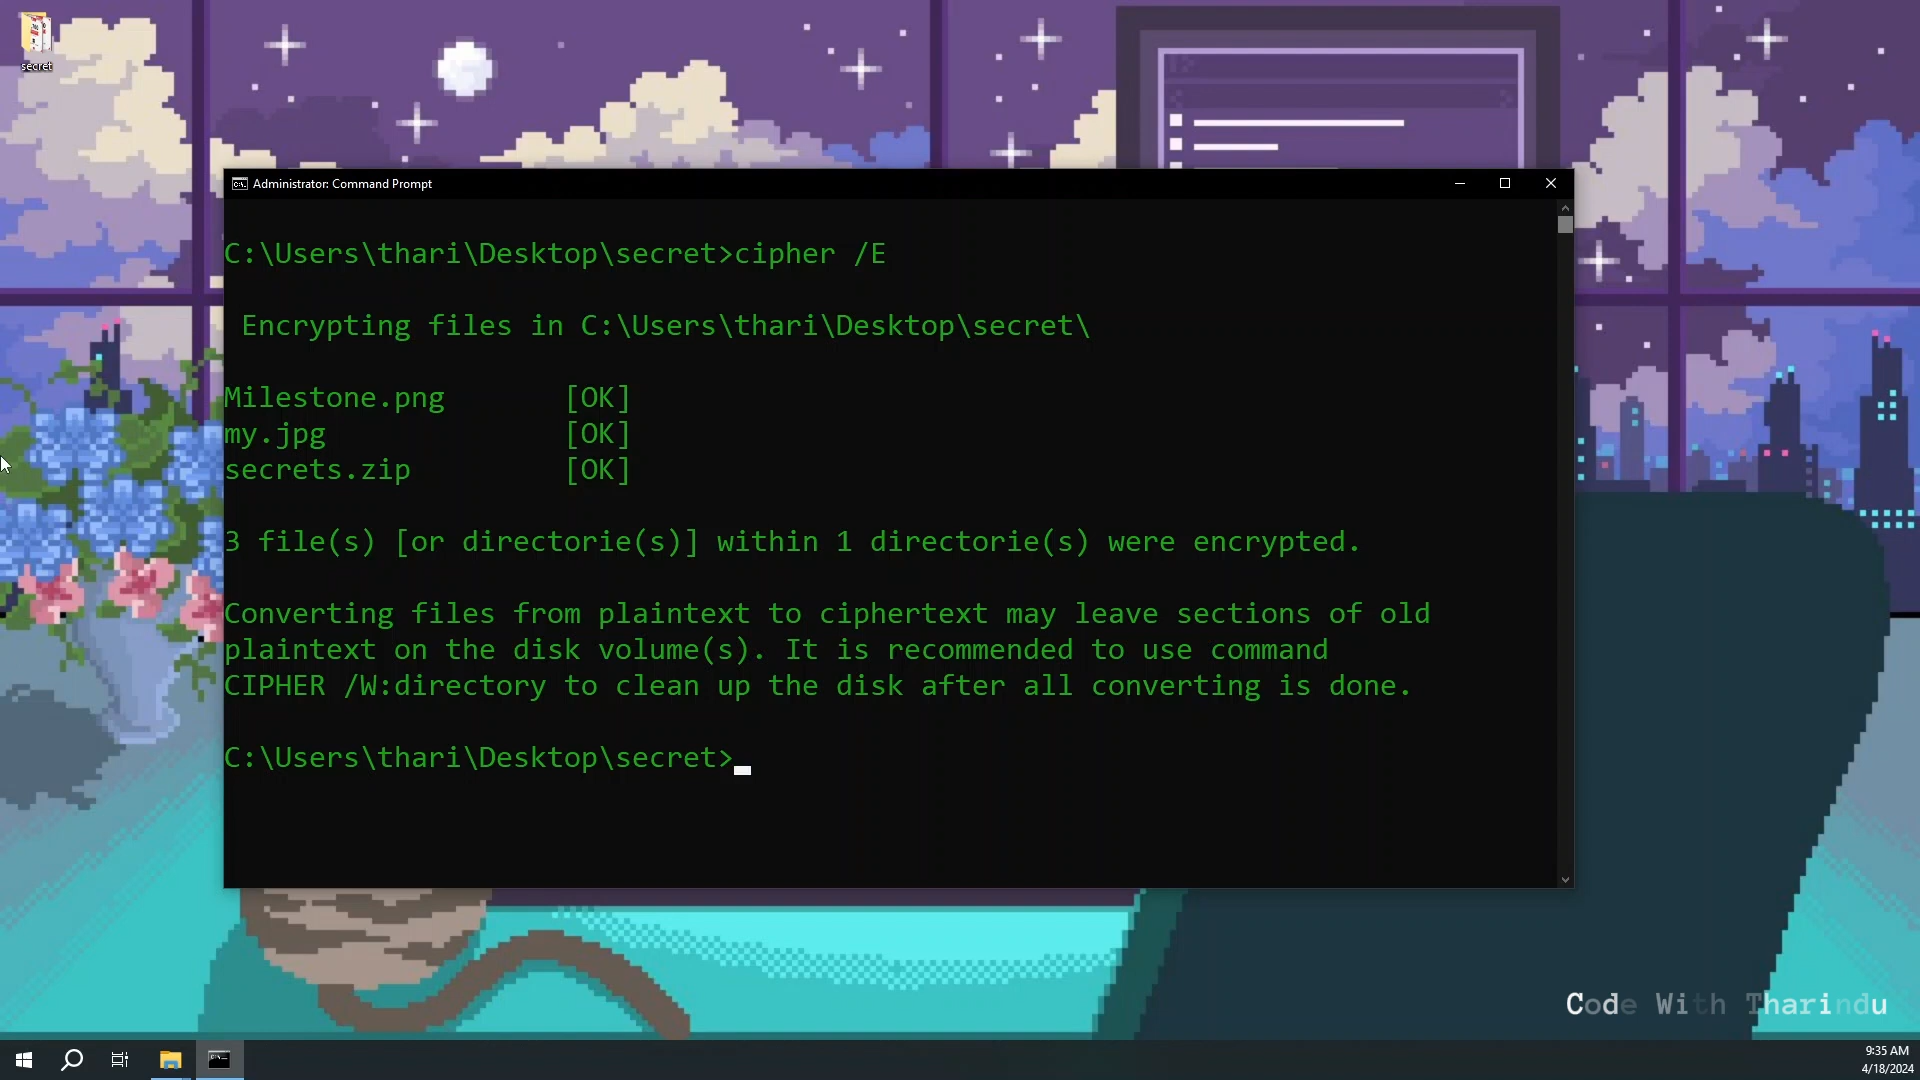 secret
Administrator: Command Prompt
C:\Users\thari\Desktop\secret>cipher /E
Encrypting files in C:\Users\thari\Desktop\secret\
Milestone.png [OK]
my.jpg [OK]
secrets.zip [OK]
3 file(s) [or directorie(s)] within 1 directorie(s) were encrypted.
Converting files from plaintext to ciphertext may leave sections of old
plaintext on the disk volume(s). It is recommended to use command
CIPHER /W:directory to clean up the disk after all converting is done.
C:\Users\thari\Desktop\secret>
Code With Tharindu
9:35 AM
4/18/2024